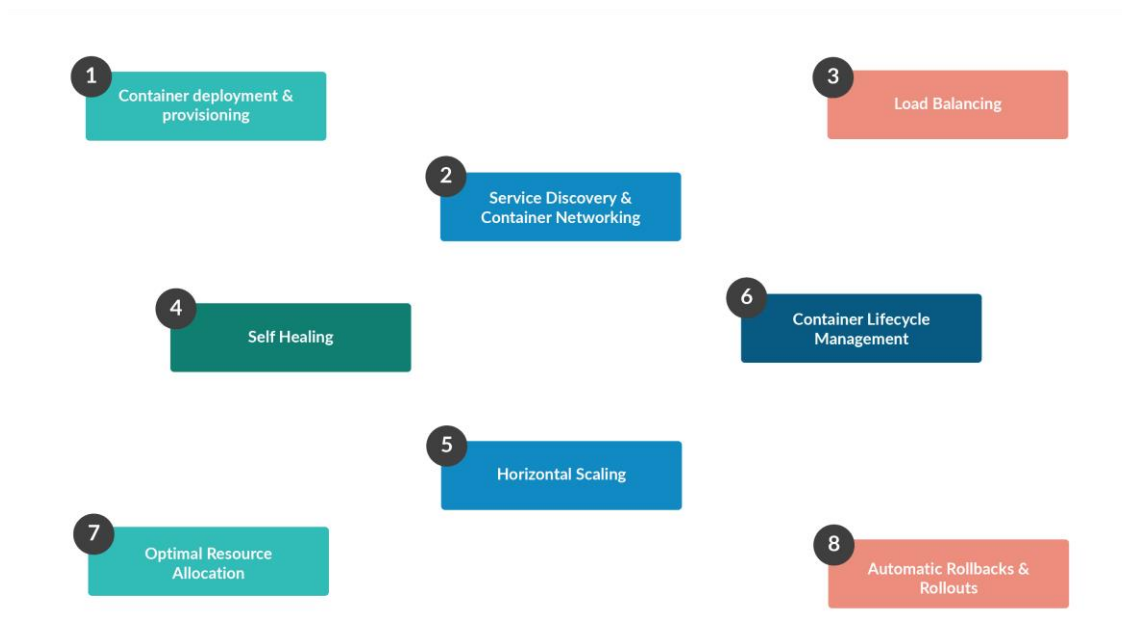 1
Container deployment &
provisioning
2
Service Discovery &
Container Networking
3
Load Balancing
4
Self Healing
5
Horizontal Scaling
6
Container Lifecycle
Management
7
Optimal Resource
Allocation
8
Automatic Rollbacks &
Rollouts